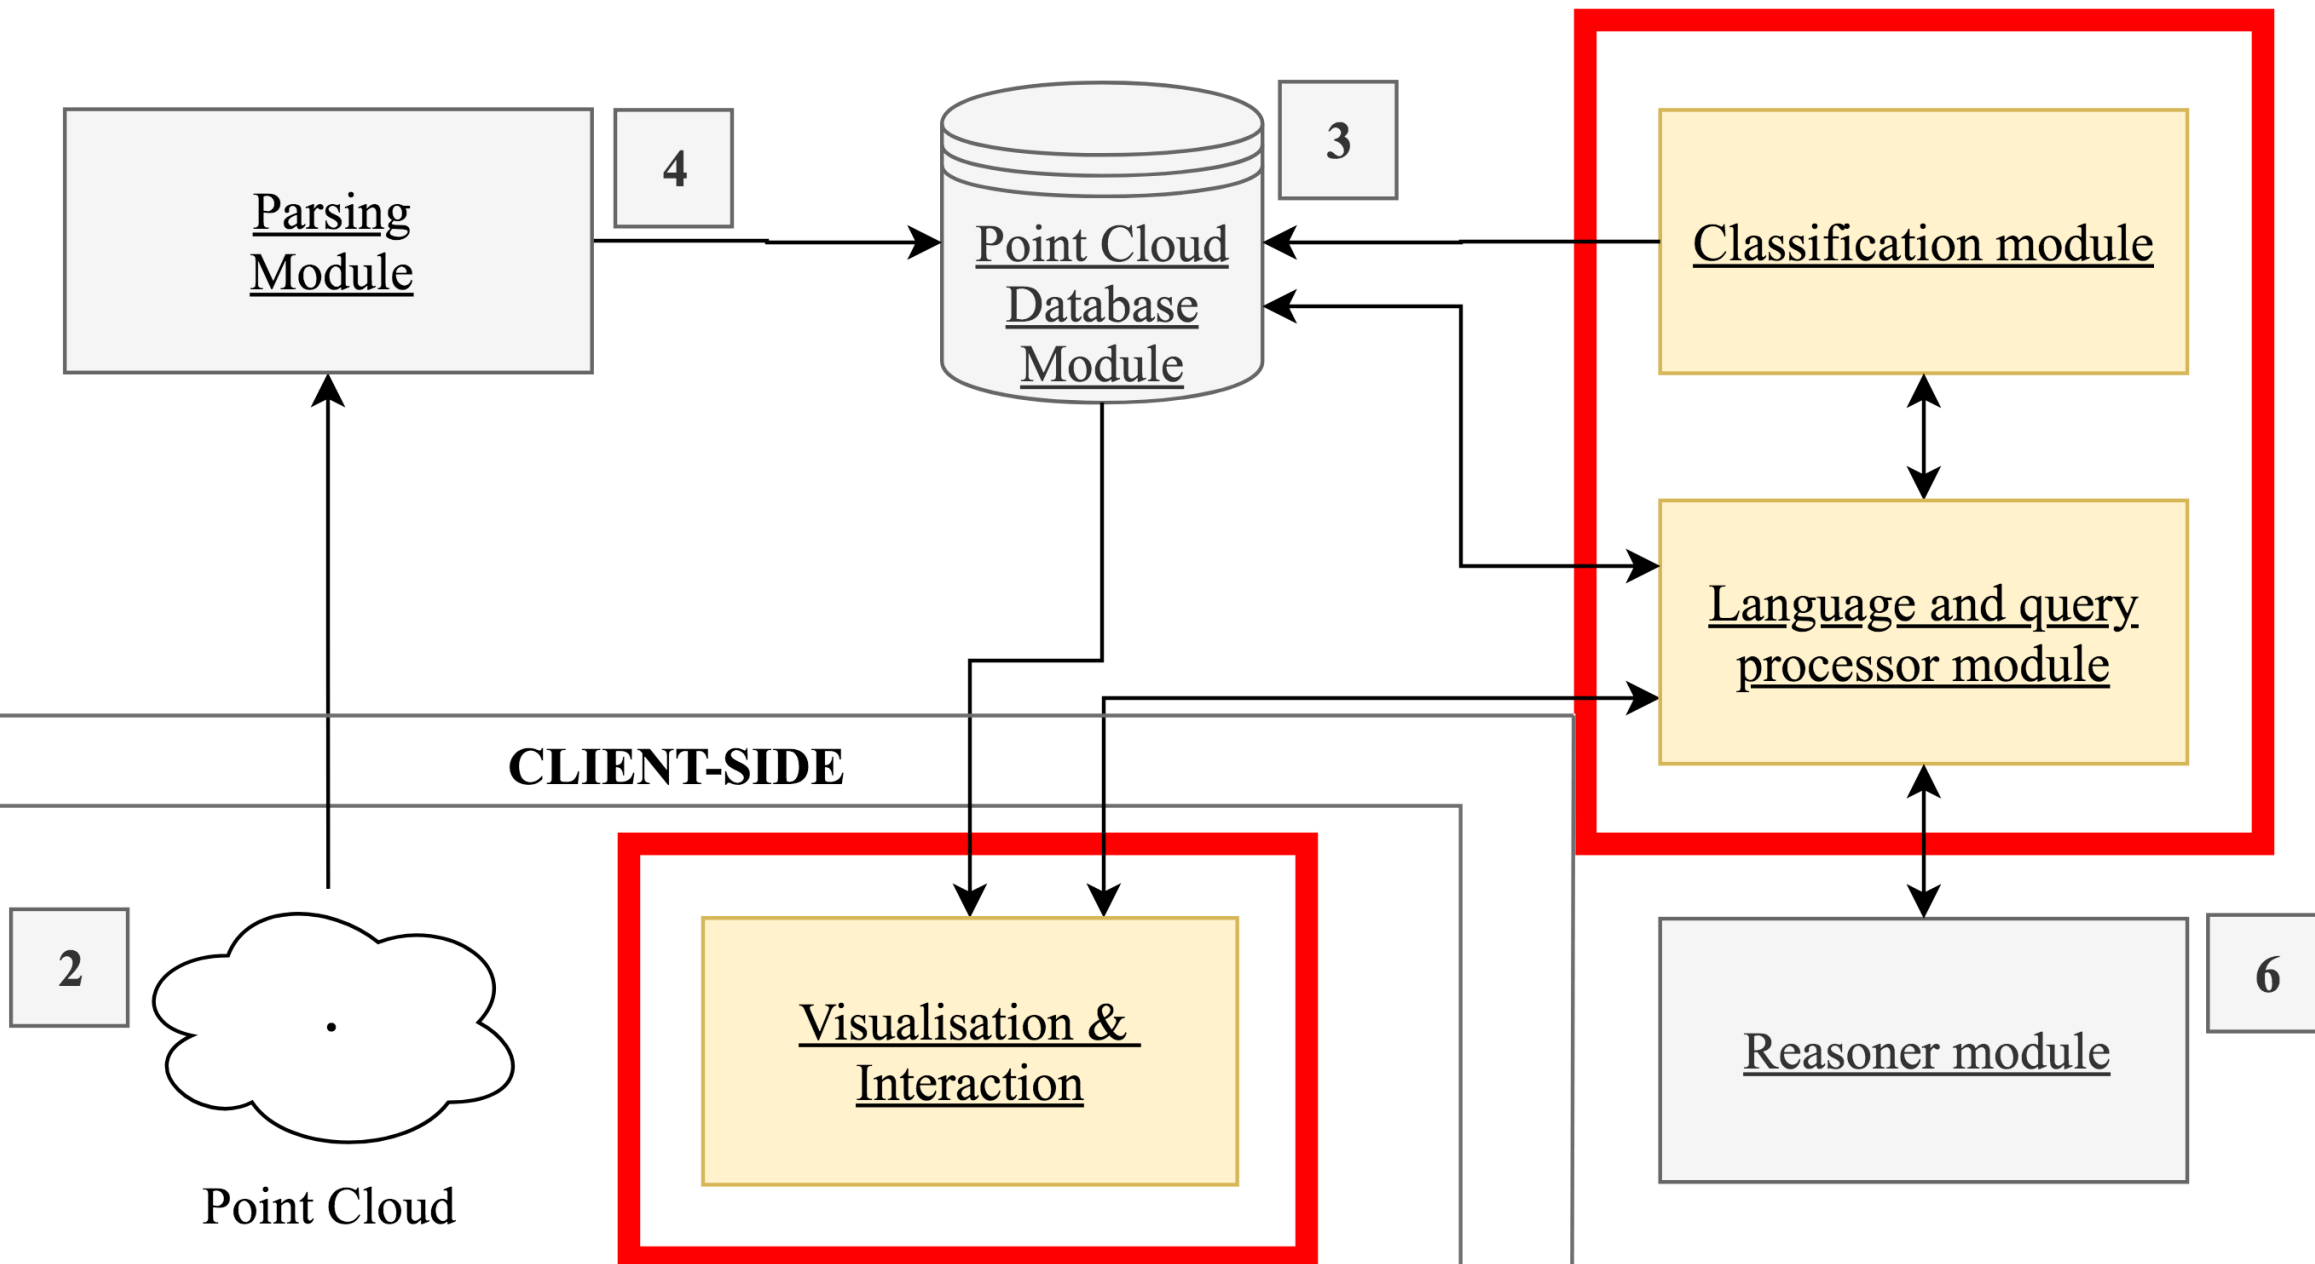 Parsing
Module
4
Point Cloud
Database
Module
3
Classification module
Language and query
processor module
CLIENT-SIDE
2
Point Cloud
Visualisation &
Interaction
Reasoner module
6